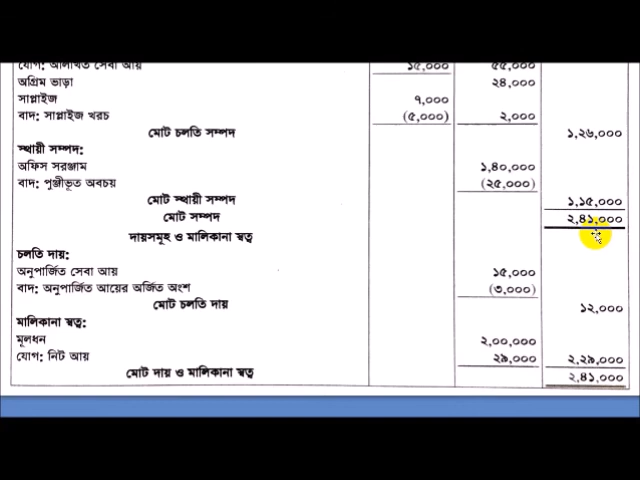 যোগ: অলিখিত সেবা আয় ১৫,০০০ ৫৫,০০০
অগ্রিম ভাড়া ২৪,০০০
সাপ্লাইজ ৭,০০০
বাদ: সাপ্লাইজ খরচ (৫,০০০) ২,০০০
মোট চলতি সম্পদ ১,২৬,০০০
স্থায়ী সম্পদ:
অফিস সরঞ্জাম ১,৪০,০০০
বাদ: পুঞ্জীভূত অবচয় (২৫,০০০)
মোট স্থায়ী সম্পদ ১,১৫,০০০
মোট সম্পদ ২,৪১,০০০
দায়সমূহ ও মালিকানা স্বত্ব
চলতি দায়:
অনুপার্জিত সেবা আয় ১৫,০০০
বাদ: অনুপার্জিত আয়ের অর্জিত অংশ (৩,০০০)
মোট চলতি দায় ১২,০০০
মালিকানা স্বত্ব:
মূলধন ২,০০,০০০
যোগ: নিট আয় ২৯,০০০ ২,২৯,০০০
মোট দায় ও মালিকানা স্বত্ব ২,৪১,০০০